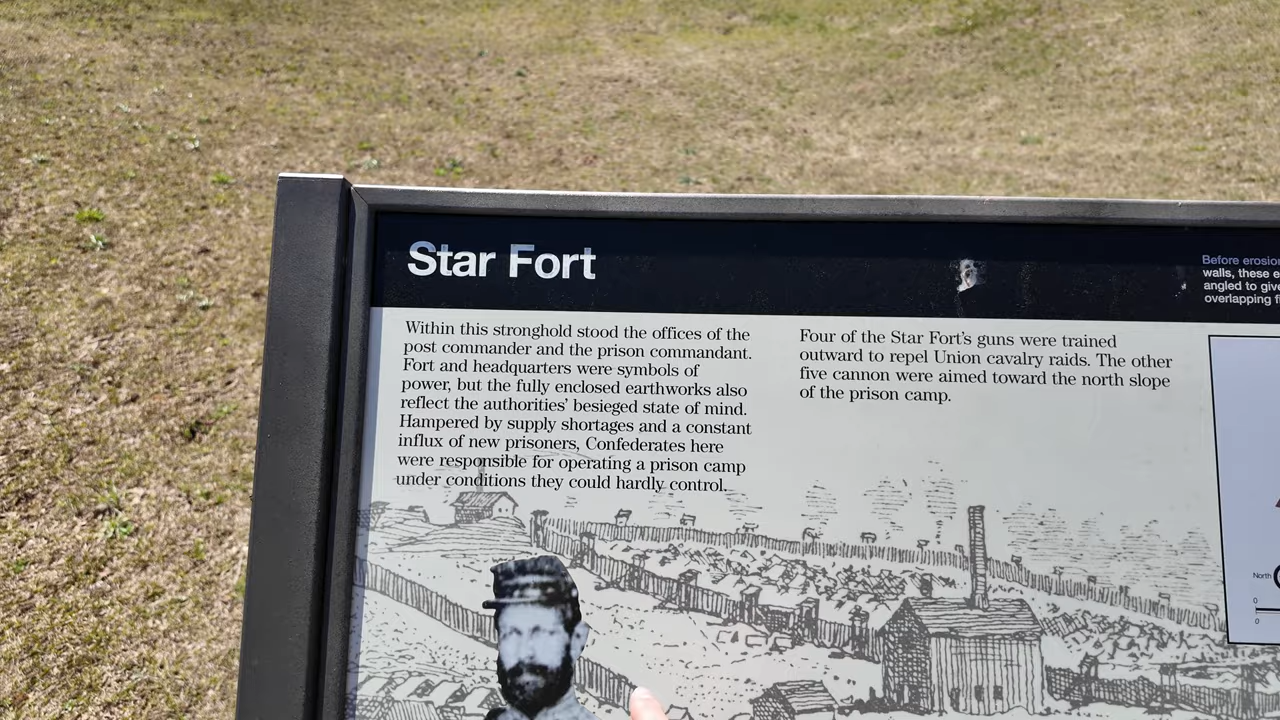 Star Fort
Within this stronghold stood the offices of the
post commander and the prison commandant.
Fort and headquarters were symbols of
power, but the fully enclosed earthworks also
reflect the authorities' besieged state of mind.
Hampered by supply shortages and a constant
influx of new prisoners, Confederates here
were responsible for operating a prison camp
under conditions they could hardly control.
Four of the Star Fort's guns were trained
outward to repel Union cavalry raids. The other
five cannon were aimed toward the north slope
of the prison camp.
Before
walls, these
angled to
overlapping
North
0
0